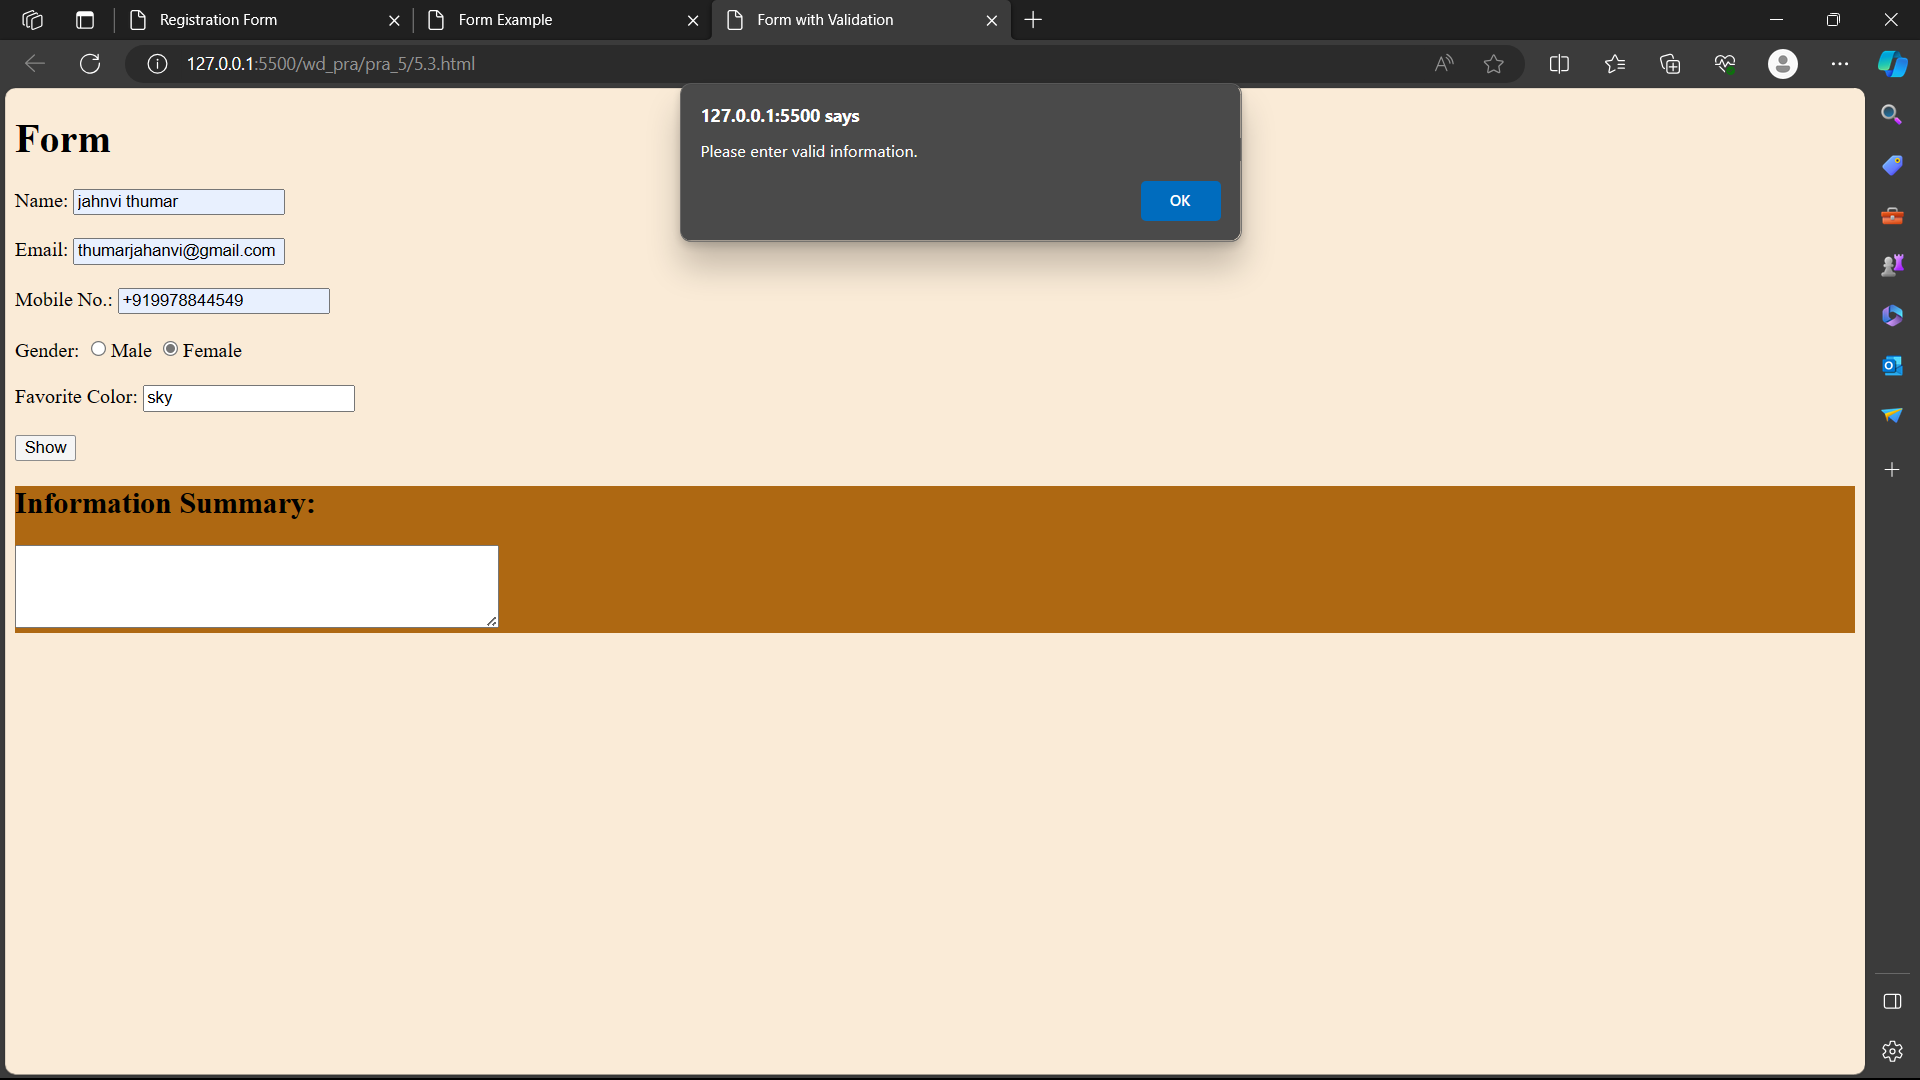 Registration Form
Form Example
Form with Validation
127.0.0.1:5500/wd_pra/pra_5/5.3.html
127.0.0.1:5500 says
Please enter valid information.
OK
Form
Name: jahnvi thumar
Email: thumarjahanvi@gmail.com
Mobile No.: +919978844549
Gender: Male Female
Favorite Color: sky
Show
Information Summary: